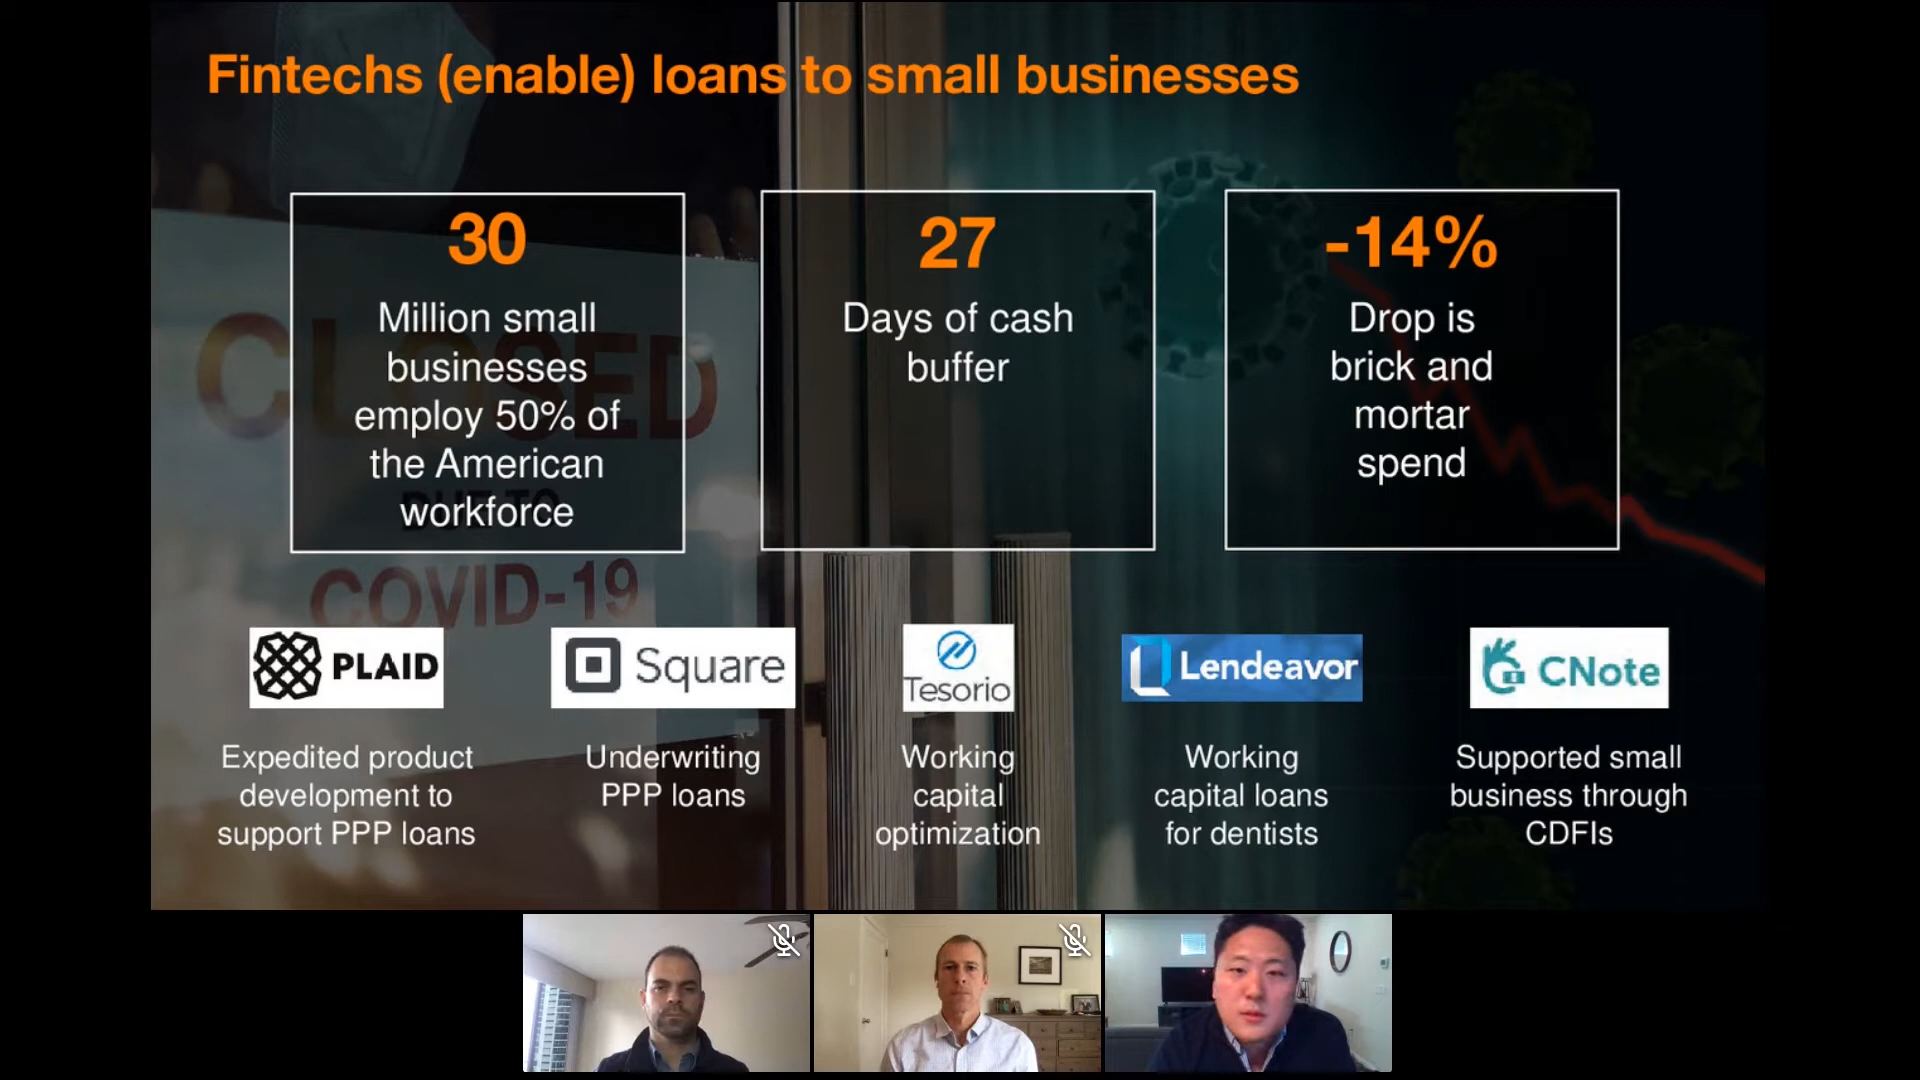 Fintechs (enable) loans to small businesses
30
Million small
businesses
employ 50% of
the American
workforce
27
Days of cash
buffer
-14%
Drop is
brick and
mortar
spend
CLOSED
DUE TO
COVID-19
PLAID
Square
Tesorio
Lendeavor
CNote
Expedited product
development to
support PPP loans
Underwriting
PPP loans
Working
capital
optimization
Working
capital loans
for dentists
Supported small
business through
CDFIs